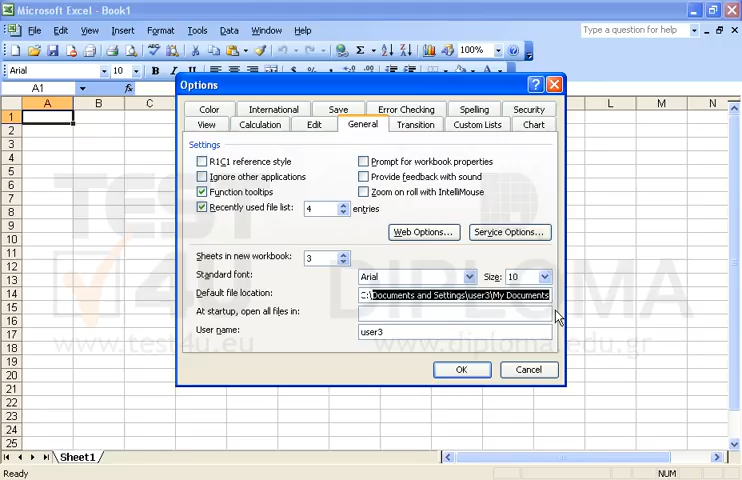 Microsoft Excel - Book1
File Edit View Insert Format Tools Data Window Help Type a question for help
100%
Arial 10 B I U
A1 fx
A B C L M N
1
2
3
4
5
6
7
8
9
10
11
12
13
14
15
16
17
18
19
20
21
22
23
24
25
Options
Color International Save Error Checking Spelling Security
View Calculation Edit General Transition Custom Lists Chart
Settings
R1C1 reference style Prompt for workbook properties
Ignore other applications Provide feedback with sound
Function tooltips Zoom on roll with IntelliMouse
Recently used file list: 4 entries
Web Options... Service Options...
Sheets in new workbook: 3
Standard font: Arial Size: 10
Default file location: C:\Documents and Settings\user3\My Documents
At startup, open all files in:
User name: user3
OK Cancel
TEST
4U DIPLOMA
www.test4u.eu www.diploma.edu.gr
Sheet1
Ready NUM